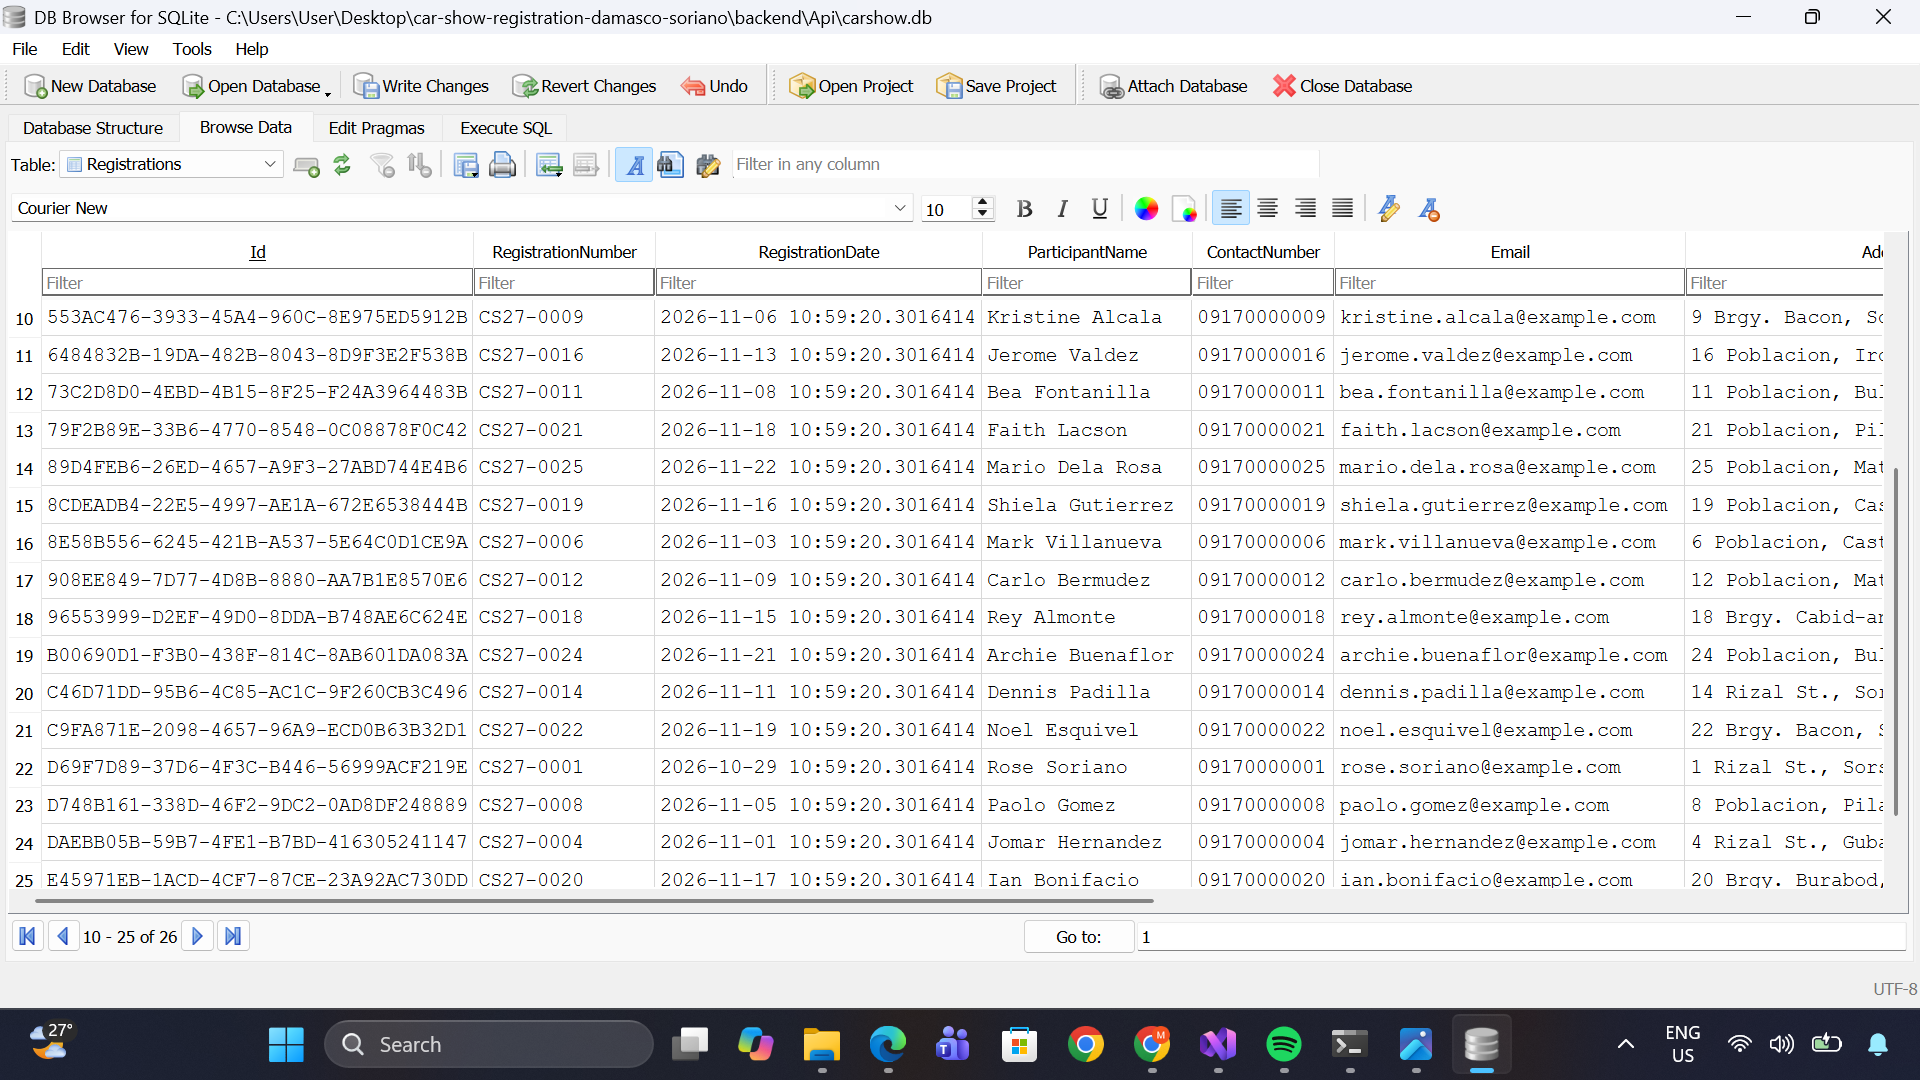 DB Browser for SQLite - C:\Users\User\Desktop\car-show-registration-damasco-soriano\backend\Api\carshow.db
File Edit View Tools Help
New Database Open Database Write Changes Revert Changes Undo Open Project Save Project Attach Database Close Database
Database Structure Browse Data Edit Pragmas Execute SQL
Table: Registrations Filter in any column
Courier New 10 B I U
Id RegistrationNumber RegistrationDate ParticipantName ContactNumber Email
Filter Filter Filter Filter Filter Filter Filter
10 553AC476-3933-45A4-960C-8E975ED5912B CS27-0009 2026-11-06 10:59:20.3016414 Kristine Alcala 09170000009 kristine.alcala@example.com 9 Brgy. Bacon,
11 6484832B-19DA-482B-8043-8D9F3E2F538B CS27-0016 2026-11-13 10:59:20.3016414 Jerome Valdez 09170000016 jerome.valdez@example.com 16 Poblacion,
12 73C2D8D0-4EBD-4B15-8F25-F24A3964483B CS27-0011 2026-11-08 10:59:20.3016414 Bea Fontanilla 09170000011 bea.fontanilla@example.com 11 Poblacion,
13 79F2B89E-33B6-4770-8548-0C08878F0C42 CS27-0021 2026-11-18 10:59:20.3016414 Faith Lacson 09170000021 faith.lacson@example.com 21 Poblacion,
14 89D4FEB6-26ED-4657-A9F3-27ABD744E4B6 CS27-0025 2026-11-22 10:59:20.3016414 Mario Dela Rosa 09170000025 mario.dela.rosa@example.com 25 Poblacion,
15 8CDEADB4-22E5-4997-AE1A-672E6538444B CS27-0019 2026-11-16 10:59:20.3016414 Shiela Gutierrez 09170000019 shiela.gutierrez@example.com 19 Poblacion,
16 8E58B556-6245-421B-A537-5E64C0D1CE9A CS27-0006 2026-11-03 10:59:20.3016414 Mark Villanueva 09170000006 mark.villanueva@example.com 6 Poblacion,
17 908EE849-7D77-4D8B-8880-AA7B1E8570E6 CS27-0012 2026-11-09 10:59:20.3016414 Carlo Bermudez 09170000012 carlo.bermudez@example.com 12 Poblacion,
18 96553999-D2EF-49D0-8DDA-B748AE6C624E CS27-0018 2026-11-15 10:59:20.3016414 Rey Almonte 09170000018 rey.almonte@example.com 18 Brgy.
19 B00690D1-F3B0-438F-814C-8AB601DA083A CS27-0024 2026-11-21 10:59:20.3016414 Archie Buenaflor 09170000024 archie.buenaflor@example.com 24 Poblacion,
20 C46D71DD-95B6-4C85-AC1C-9F260CB3C496 CS27-0014 2026-11-11 10:59:20.3016414 Dennis Padilla 09170000014 dennis.padilla@example.com 14 Rizal St.,
21 C9FA871E-2098-4657-96A9-ECD0B63B32D1 CS27-0022 2026-11-19 10:59:20.3016414 Noel Esquivel 09170000022 noel.esquivel@example.com 22 Brgy. Bacon,
22 D69F7D89-37D6-4F3C-B446-56999ACF219E CS27-0001 2026-10-29 10:59:20.3016414 Rose Soriano 09170000001 rose.soriano@example.com 1 Rizal St.,
23 D748B161-338D-46F2-9DC2-0AD8DF248889 CS27-0008 2026-11-05 10:59:20.3016414 Paolo Gomez 09170000008 paolo.gomez@example.com 8 Poblacion,
24 DAEBB05B-59B7-4FE1-B7BD-416305241147 CS27-0004 2026-11-01 10:59:20.3016414 Jomar Hernandez 09170000004 jomar.hernandez@example.com 4 Rizal St.,
25 E45971EB-1ACD-4CF7-87CE-23A92AC730DD CS27-0020 2026-11-17 10:59:20.3016414 Ian Bonifacio 09170000020 ian.bonifacio@example.com 20 Brgy. Burabod,
10 - 25 of 26 Go to: 1
UTF-8
27° Search ENG
US